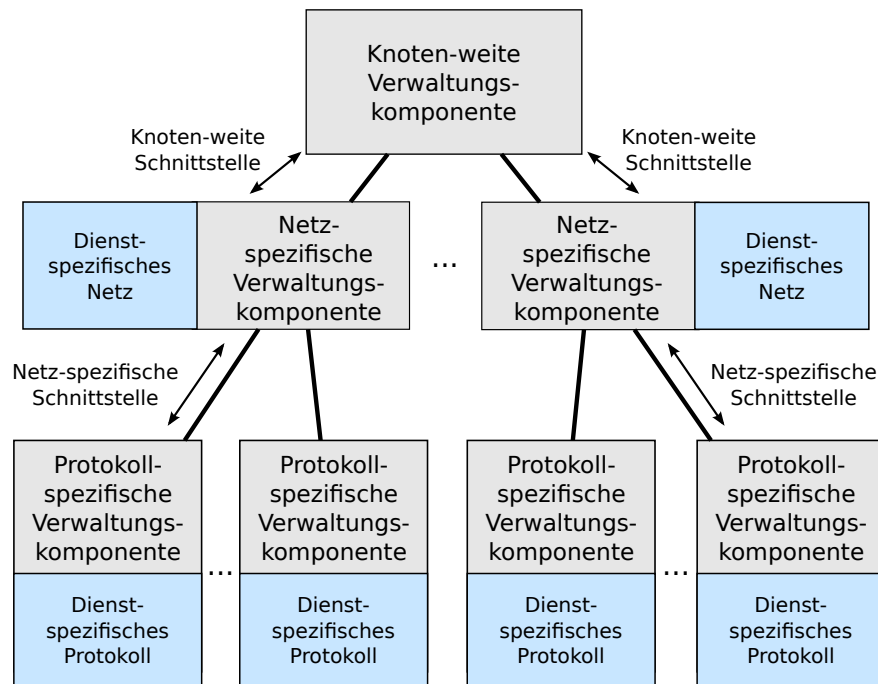 Knoten-weite
Verwaltungs-
komponente
Knoten-weite
Schnittstelle
Knoten-weite
Schnittstelle
Dienst-
spezifisches
Netz
Netz-
spezifische
Verwaltungs-
komponente
...
Netz-
spezifische
Verwaltungs-
komponente
Dienst-
spezifisches
Netz
Netz-spezifische
Schnittstelle
Netz-spezifische
Schnittstelle
Protokoll-
spezifische
Verwaltungs-
komponente
Dienst-
spezifisches
Protokoll
...
Protokoll-
spezifische
Verwaltungs-
komponente
Dienst-
spezifisches
Protokoll
Protokoll-
spezifische
Verwaltungs-
komponente
Dienst-
spezifisches
Protokoll
...
Protokoll-
spezifische
Verwaltungs-
komponente
Dienst-
spezifisches
Protokoll